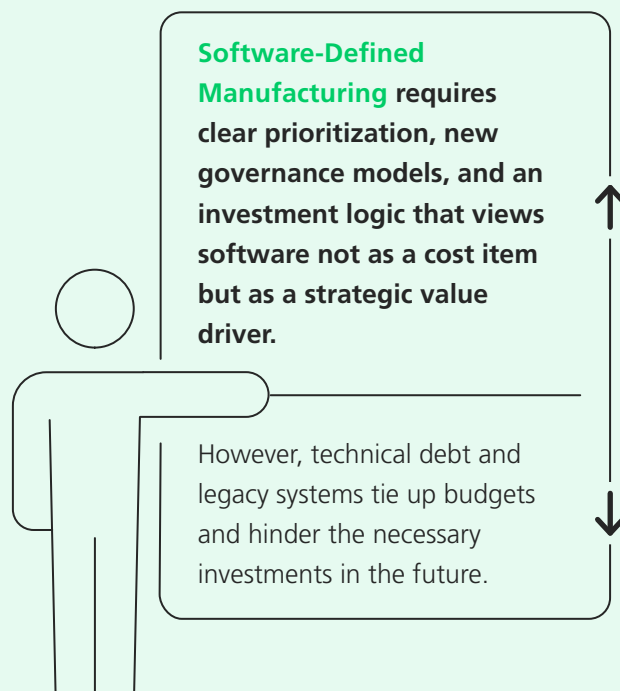 Software-Defined
Manufacturing requires
clear prioritization, new
governance models, and an
investment logic that views
software not as a cost item
but as a strategic value
driver.
However, technical debt and
legacy systems tie up budgets
and hinder the necessary
investments in the future.